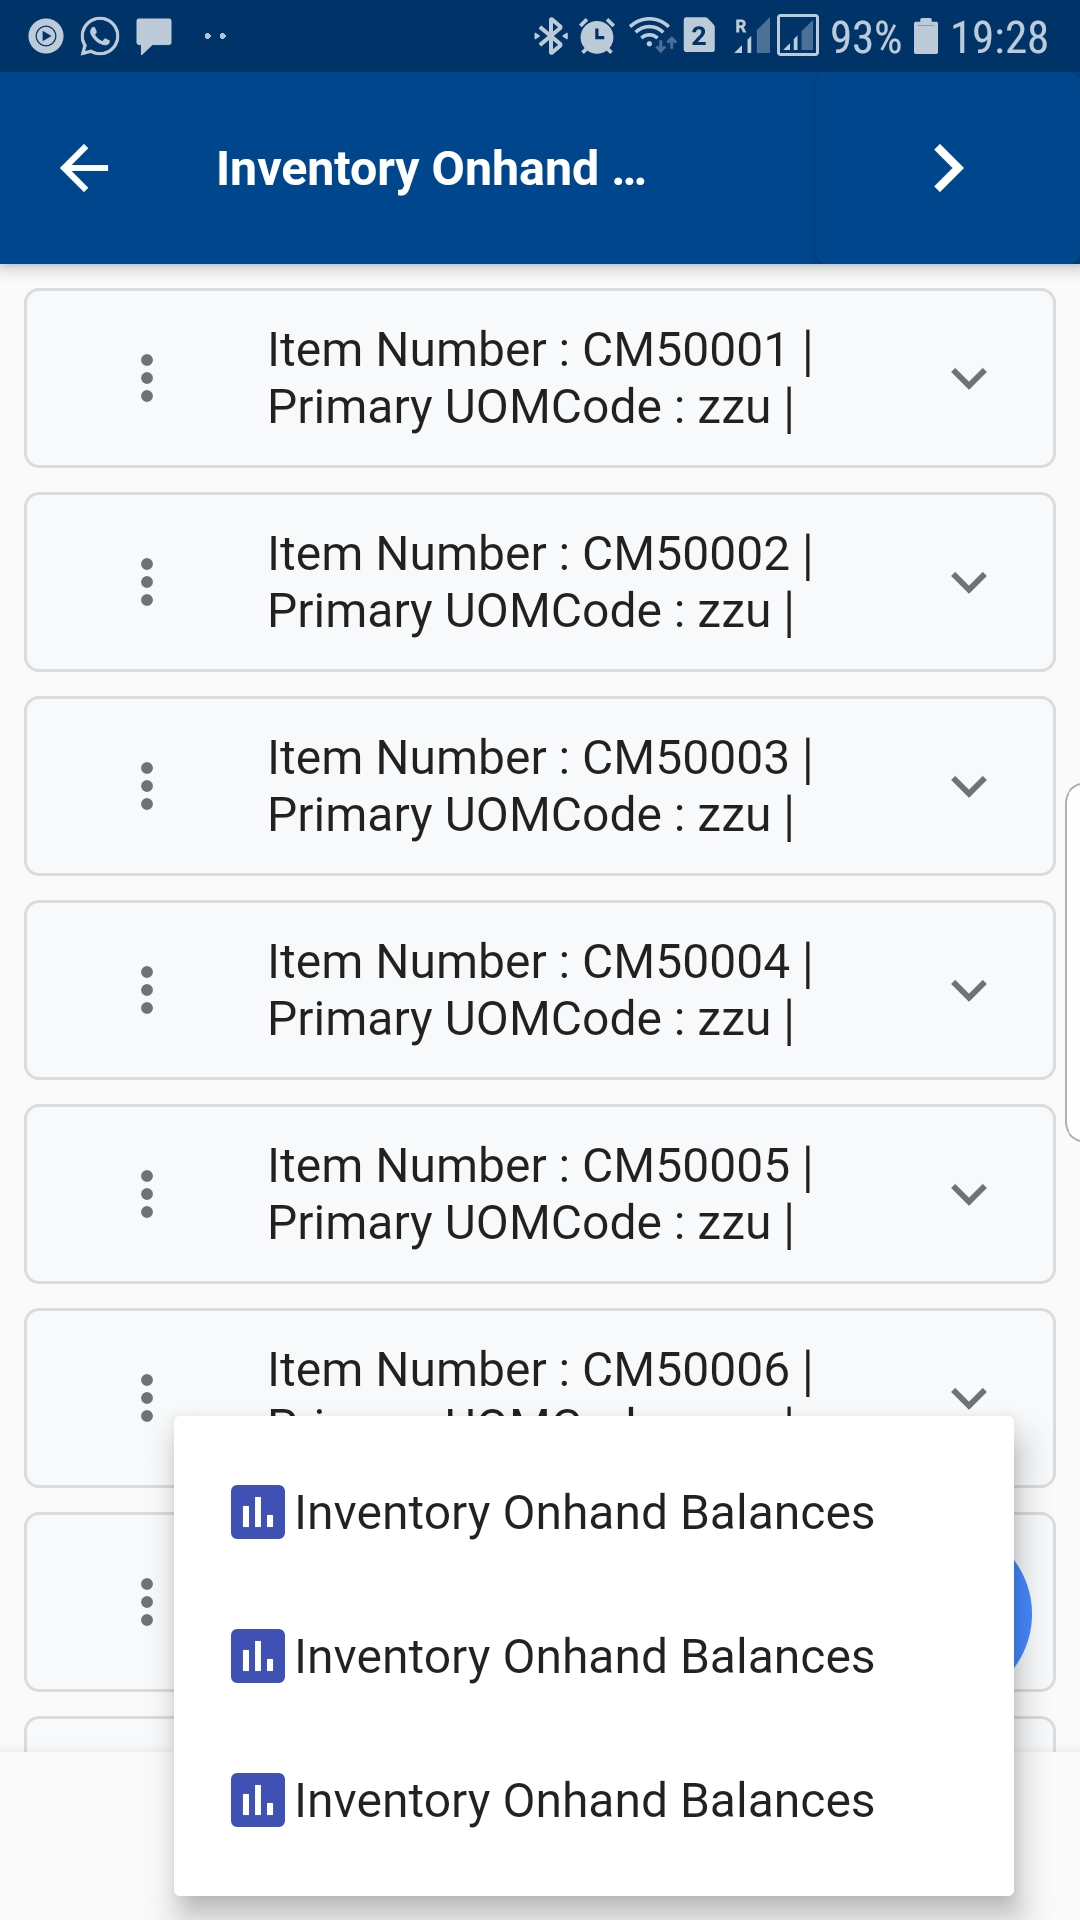 2 R 93% 19:28
Inventory Onhand ...
Item Number : CM50001 |
Primary UOMCode : zzu |
Item Number : CM50002 |
Primary UOMCode : zzu |
Item Number : CM50003 |
Primary UOMCode : zzu |
Item Number : CM50004 |
Primary UOMCode : zzu |
Item Number : CM50005 |
Primary UOMCode : zzu |
Item Number : CM50006 |
Inventory Onhand Balances
Inventory Onhand Balances
Inventory Onhand Balances